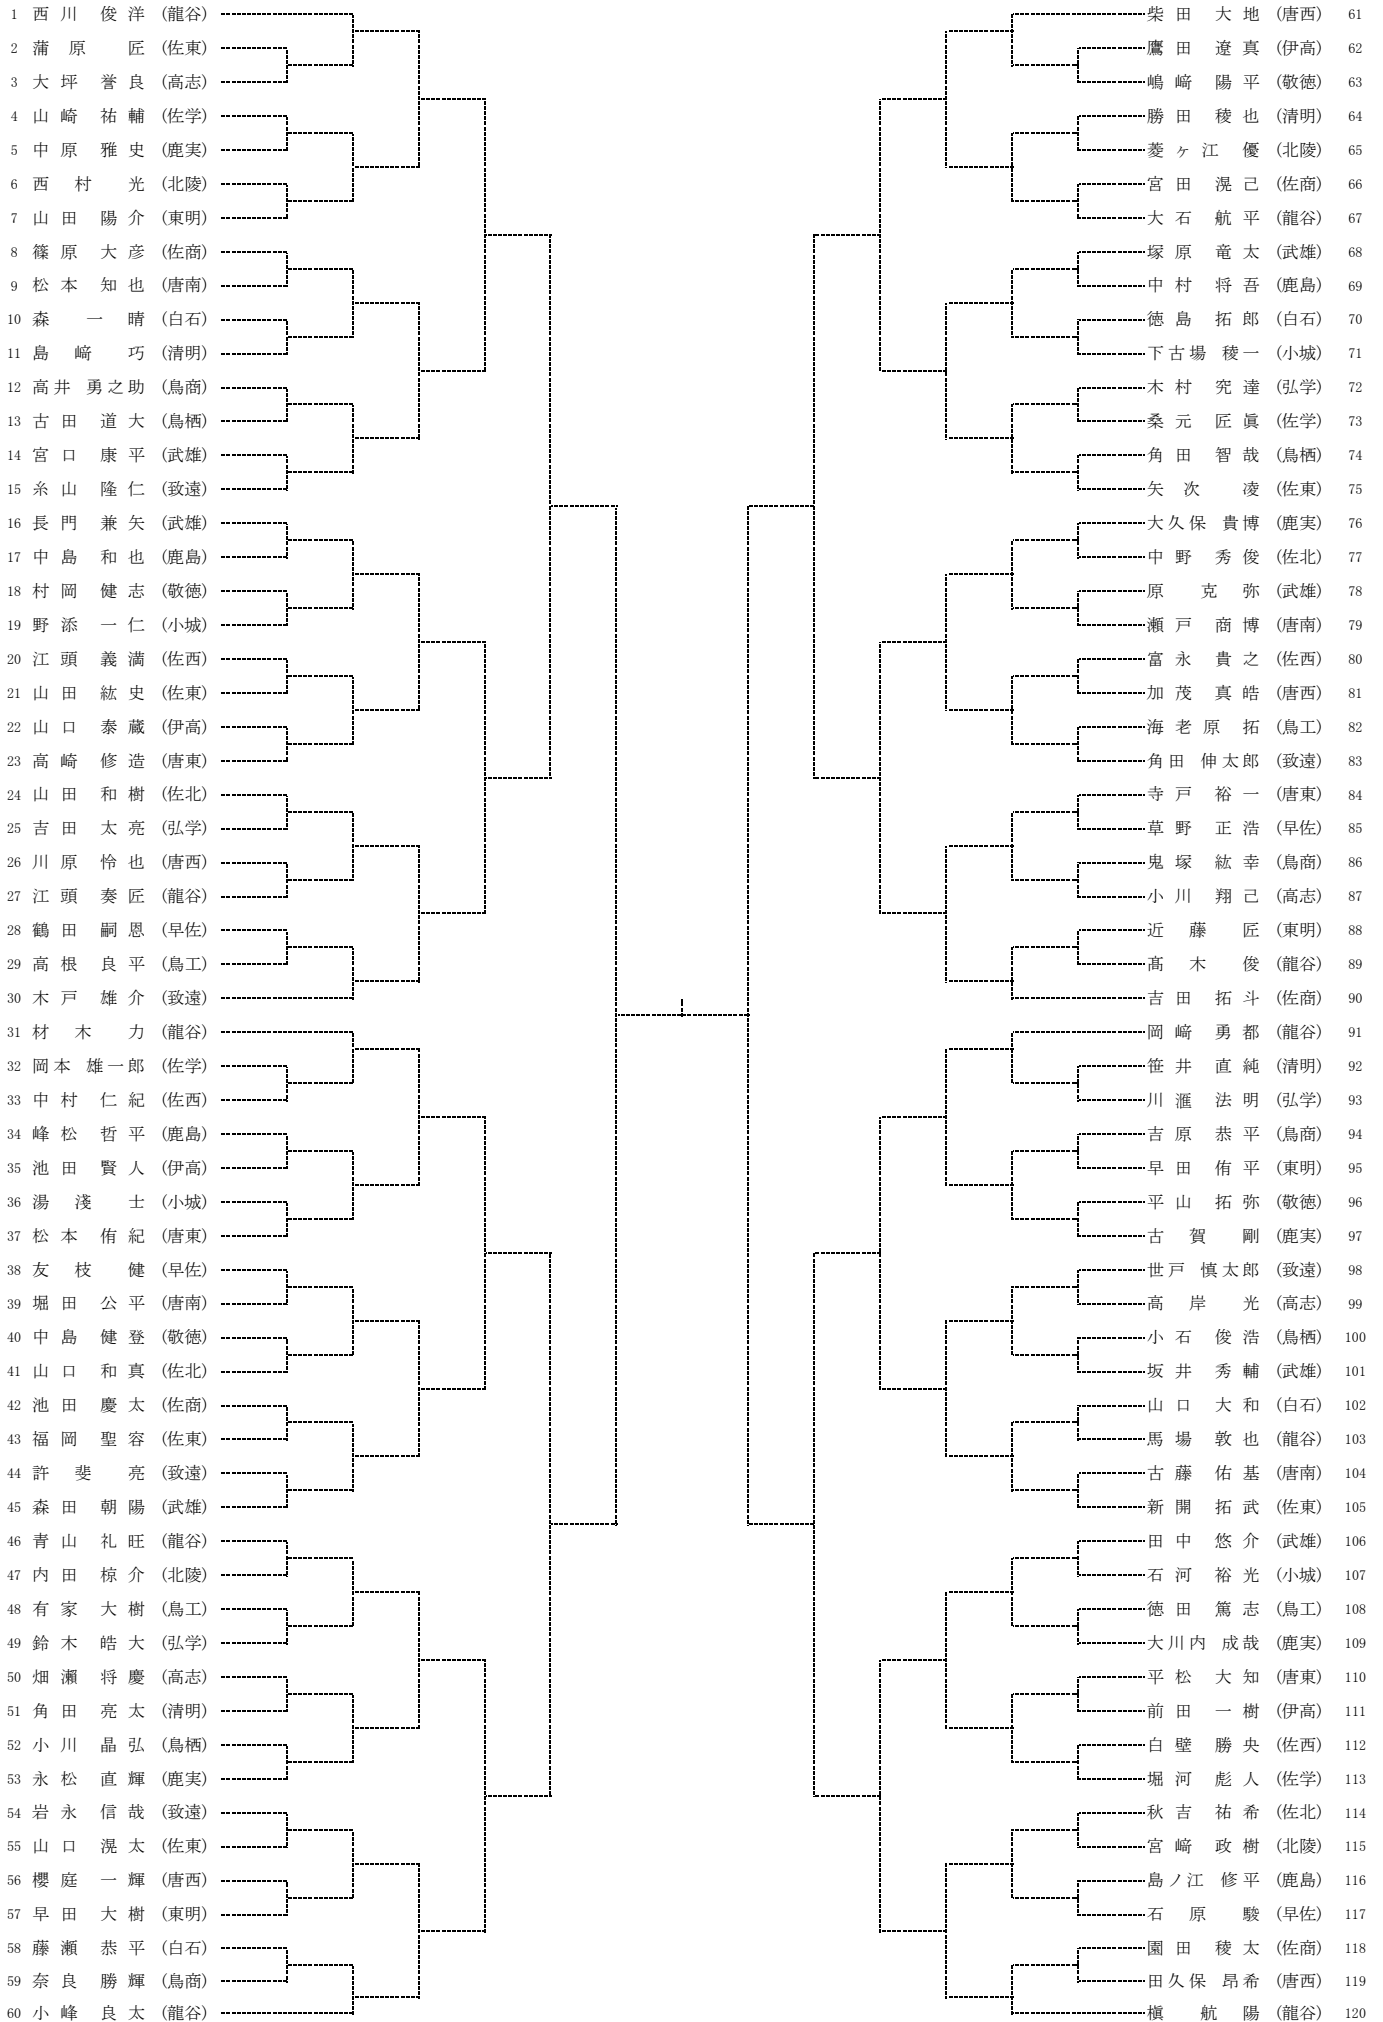 1 西川 俊洋 (龍谷)
2 蒲原 匠 (佐東)
3 大坪 誉良 (高志)
4 山崎 祐輔 (佐学)
5 中原 雅史 (鹿実)
6 西村 光 (北陵)
7 山田 陽介 (東明)
8 篠原 大彦 (佐商)
9 松本 知也 (唐南)
10 森 一晴 (白石)
11 島﨑 巧 (清明)
12 高井 勇之助 (鳥商)
13 古田 道大 (鳥栖)
14 宮口 康平 (武雄)
15 糸山 隆仁 (致遠)
16 長門 兼矢 (武雄)
17 中島 和也 (鹿島)
18 村岡 健志 (敬徳)
19 野添 一仁 (小城)
20 江頭 義満 (佐西)
21 山田 紘史 (佐東)
22 山口 泰蔵 (伊高)
23 高崎 修造 (唐東)
24 山田 和樹 (佐北)
25 吉田 太亮 (弘学)
26 川原 怜也 (唐西)
27 江頭 奏匠 (龍谷)
28 鶴田 嗣恩 (早佐)
29 高根 良平 (鳥工)
30 木戸 雄介 (致遠)
31 材木 力 (龍谷)
32 岡本 雄一郎 (佐学)
33 中村 仁紀 (佐西)
34 峰松 哲平 (鹿島)
35 池田 賢人 (伊高)
36 湯淺 士 (小城)
37 松本 侑紀 (唐東)
38 友枝 健 (早佐)
39 堀田 公平 (唐南)
40 中島 健登 (敬徳)
41 山口 和真 (佐北)
42 池田 慶太 (佐商)
43 福岡 聖容 (佐東)
44 許斐 亮 (致遠)
45 森田 朝陽 (武雄)
46 青山 礼旺 (龍谷)
47 内田 椋介 (北陵)
48 有家 大樹 (鳥工)
49 鈴木 皓大 (弘学)
50 畑瀬 将慶 (高志)
51 角田 亮太 (清明)
52 小川 晶弘 (鳥栖)
53 永松 直輝 (鹿実)
54 岩永 信哉 (致遠)
55 山口 滉太 (佐東)
56 櫻庭 一輝 (唐西)
57 早田 大樹 (東明)
58 藤瀬 恭平 (白石)
59 奈良 勝輝 (鳥商)
60 小峰 良太 (龍谷)
柴田 大地 (唐西) 61
鷹田 遼真 (伊高) 62
嶋﨑 陽平 (敬徳) 63
勝田 稜也 (清明) 64
菱ヶ江 優 (北陵) 65
宮田 滉己 (佐商) 66
大石 航平 (龍谷) 67
塚原 竜太 (武雄) 68
中村 将吾 (鹿島) 69
徳島 拓郎 (白石) 70
下古場 稜一 (小城) 71
木村 究達 (弘学) 72
桑元 匠眞 (佐学) 73
角田 智哉 (鳥栖) 74
矢次 凌 (佐東) 75
大久保 貴博 (鹿実) 76
中野 秀俊 (佐北) 77
原 克弥 (武雄) 78
瀬戸 商博 (唐南) 79
富永 貴之 (佐西) 80
加茂 真皓 (唐西) 81
海老原 拓 (鳥工) 82
角田 伸太郎 (致遠) 83
寺戸 裕一 (唐東) 84
草野 正浩 (早佐) 85
鬼塚 紘幸 (鳥商) 86
小川 翔己 (高志) 87
近藤 匠 (東明) 88
髙木 俊 (龍谷) 89
吉田 拓斗 (佐商) 90
岡﨑 勇都 (龍谷) 91
笹井 直純 (清明) 92
川滙 法明 (弘学) 93
吉原 恭平 (鳥商) 94
早田 侑平 (東明) 95
平山 拓弥 (敬徳) 96
古賀 剛 (鹿実) 97
世戸 慎太郎 (致遠) 98
高岸 光 (高志) 99
小石 俊浩 (鳥栖) 100
坂井 秀輔 (武雄) 101
山口 大和 (白石) 102
馬場 敦也 (龍谷) 103
古藤 佑基 (唐南) 104
新開 拓武 (佐東) 105
田中 悠介 (武雄) 106
石河 裕光 (小城) 107
徳田 篤志 (鳥工) 108
大川内 成哉 (鹿実) 109
平松 大知 (唐東) 110
前田 一樹 (伊高) 111
白壁 勝央 (佐西) 112
堀河 彪人 (佐学) 113
秋吉 祐希 (佐北) 114
宮﨑 政樹 (北陵) 115
島ノ江 修平 (鹿島) 116
石原 駿 (早佐) 117
園田 稜太 (佐商) 118
田久保 昂希 (唐西) 119
槇 航陽 (龍谷) 120